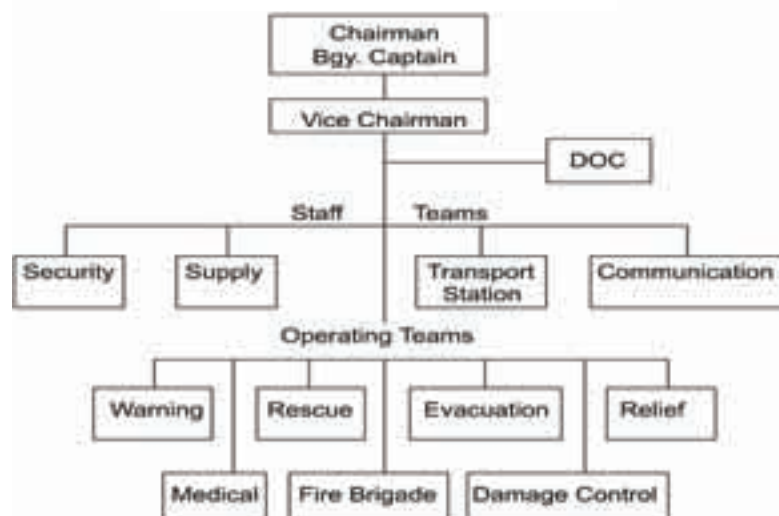 Chairman
Bgy. Captain
Vice Chairman
DOC
Staff Teams
Security
Supply
Transport
Station
Communication
Operating Teams
Warning
Rescue
Evacuation
Relief
Medical
Fire Brigade
Damage Control